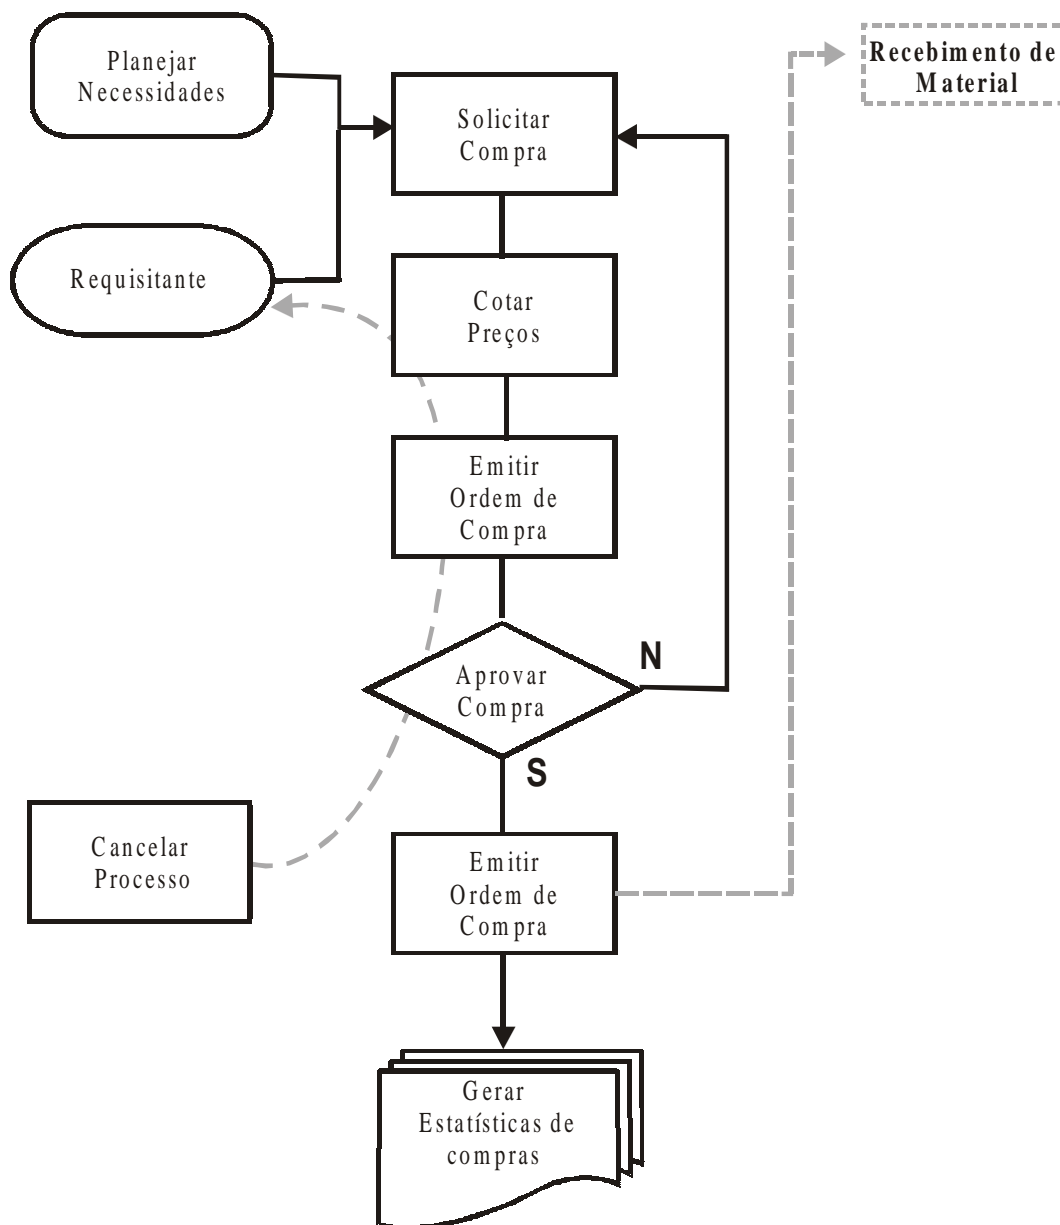 Planejar
Necessidades
Recebimento de
Material
Solicitar
Compra
Requisitante
Cotar
Preços
Emitir
Ordem de
Compra
N
Aprovar
Compra
S
Cancelar
Processo
Emitir
Ordem de
Compra
Gerar
Estatísticas de
compras